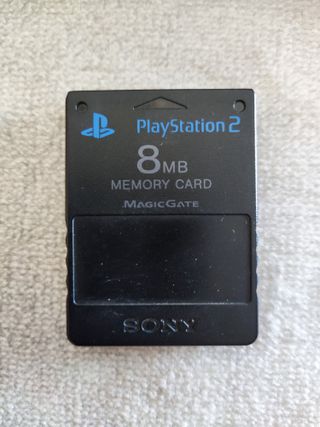 PlayStation 2
8MB
MEMORY CARD
MAGICGATE
SONY